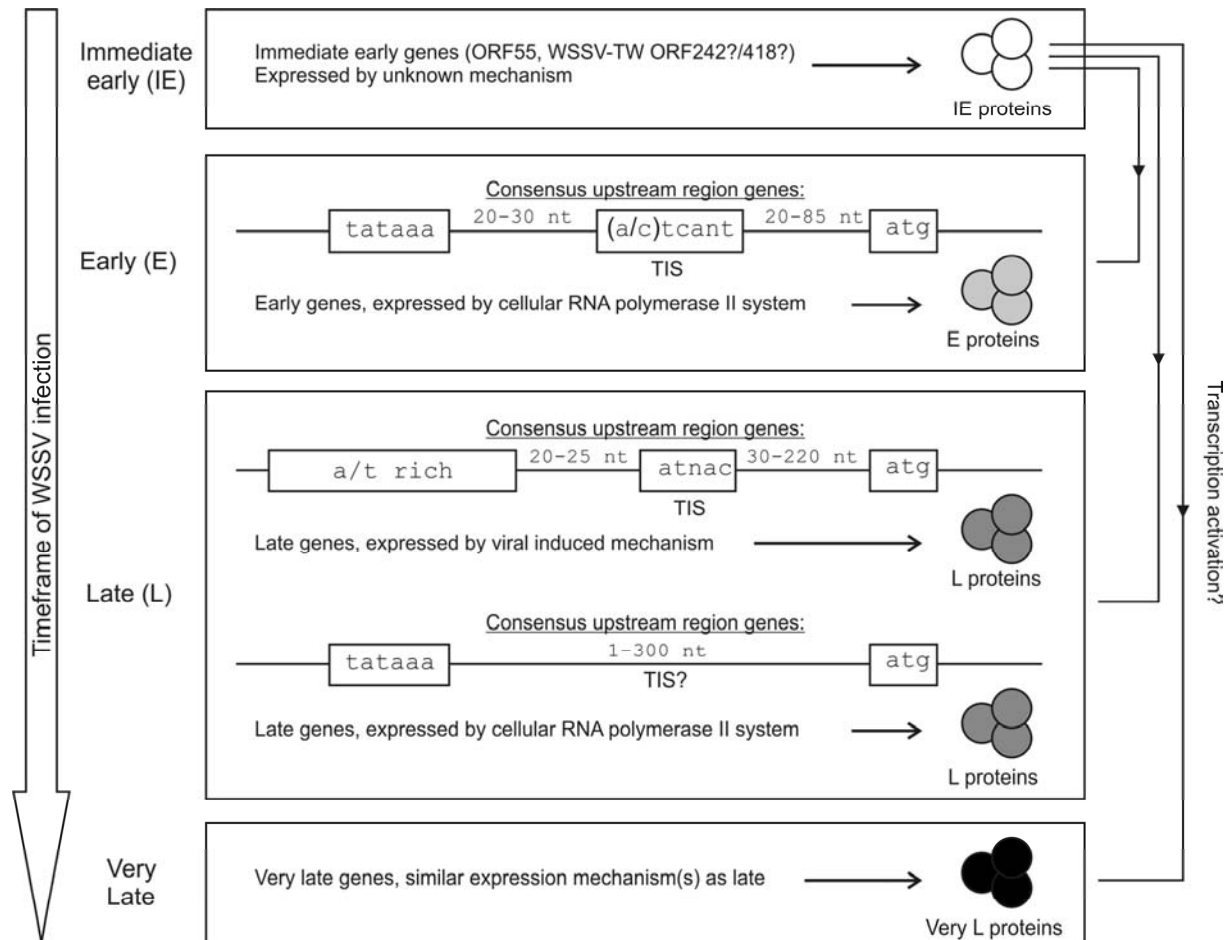 Timeframe of WSSV infection
Immediate
early (IE)
Immediate early genes (ORF55, WSSV-TW ORF242?/418?)
Expressed by unknown mechanism
IE proteins
Early (E)
Consensus upstream region genes:
tataaa 20-30 nt (a/c)tcant 20-85 nt atg
TIS
Early genes, expressed by cellular RNA polymerase II system
E proteins
Late (L)
Consensus upstream region genes:
a/t rich 20-25 nt atnac 30-220 nt atg
TIS
Late genes, expressed by viral induced mechanism
L proteins
Consensus upstream region genes:
tataaa 1-300 nt atg
TIS?
Late genes, expressed by cellular RNA polymerase II system
L proteins
Very
Late
Very late genes, similar expression mechanism(s) as late
Very L proteins
Transcription activation?